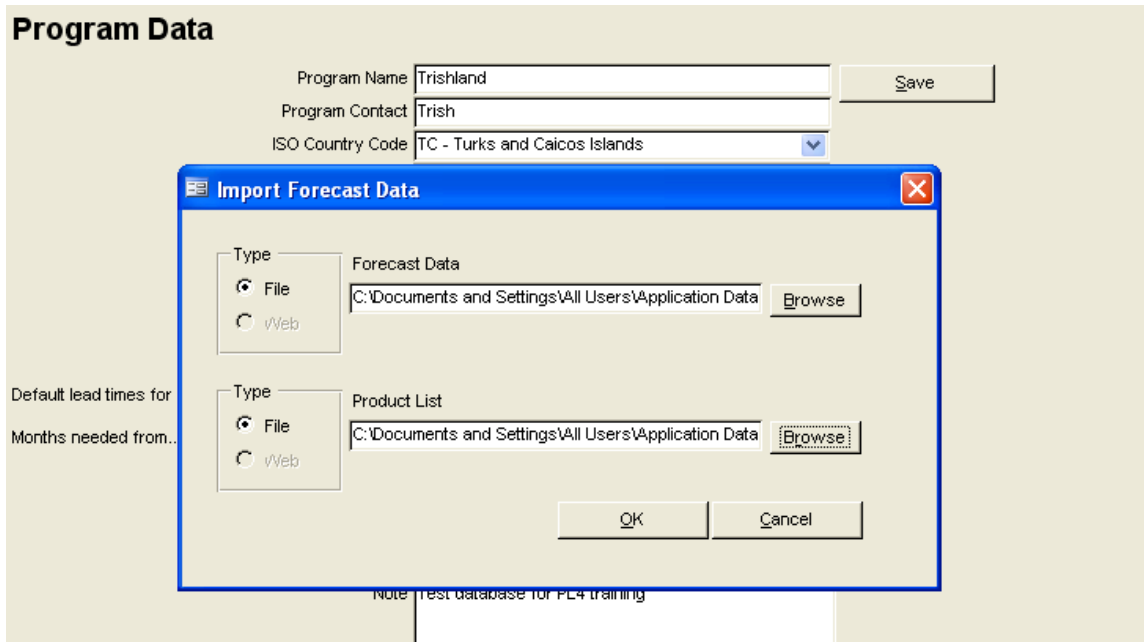 Program Data
Program Name Trishland Save
Program Contact Trish
ISO Country Code TC - Turks and Caicos Islands
Import Forecast Data
Type
File
Web
Forecast Data
C:\Documents and Settings\All Users\Application Data Browse
Default lead times for
Months needed from..
Type
File
Web
Product List
C:\Documents and Settings\All Users\Application Data Browse
OK Cancel
Note Test database for PL4 training